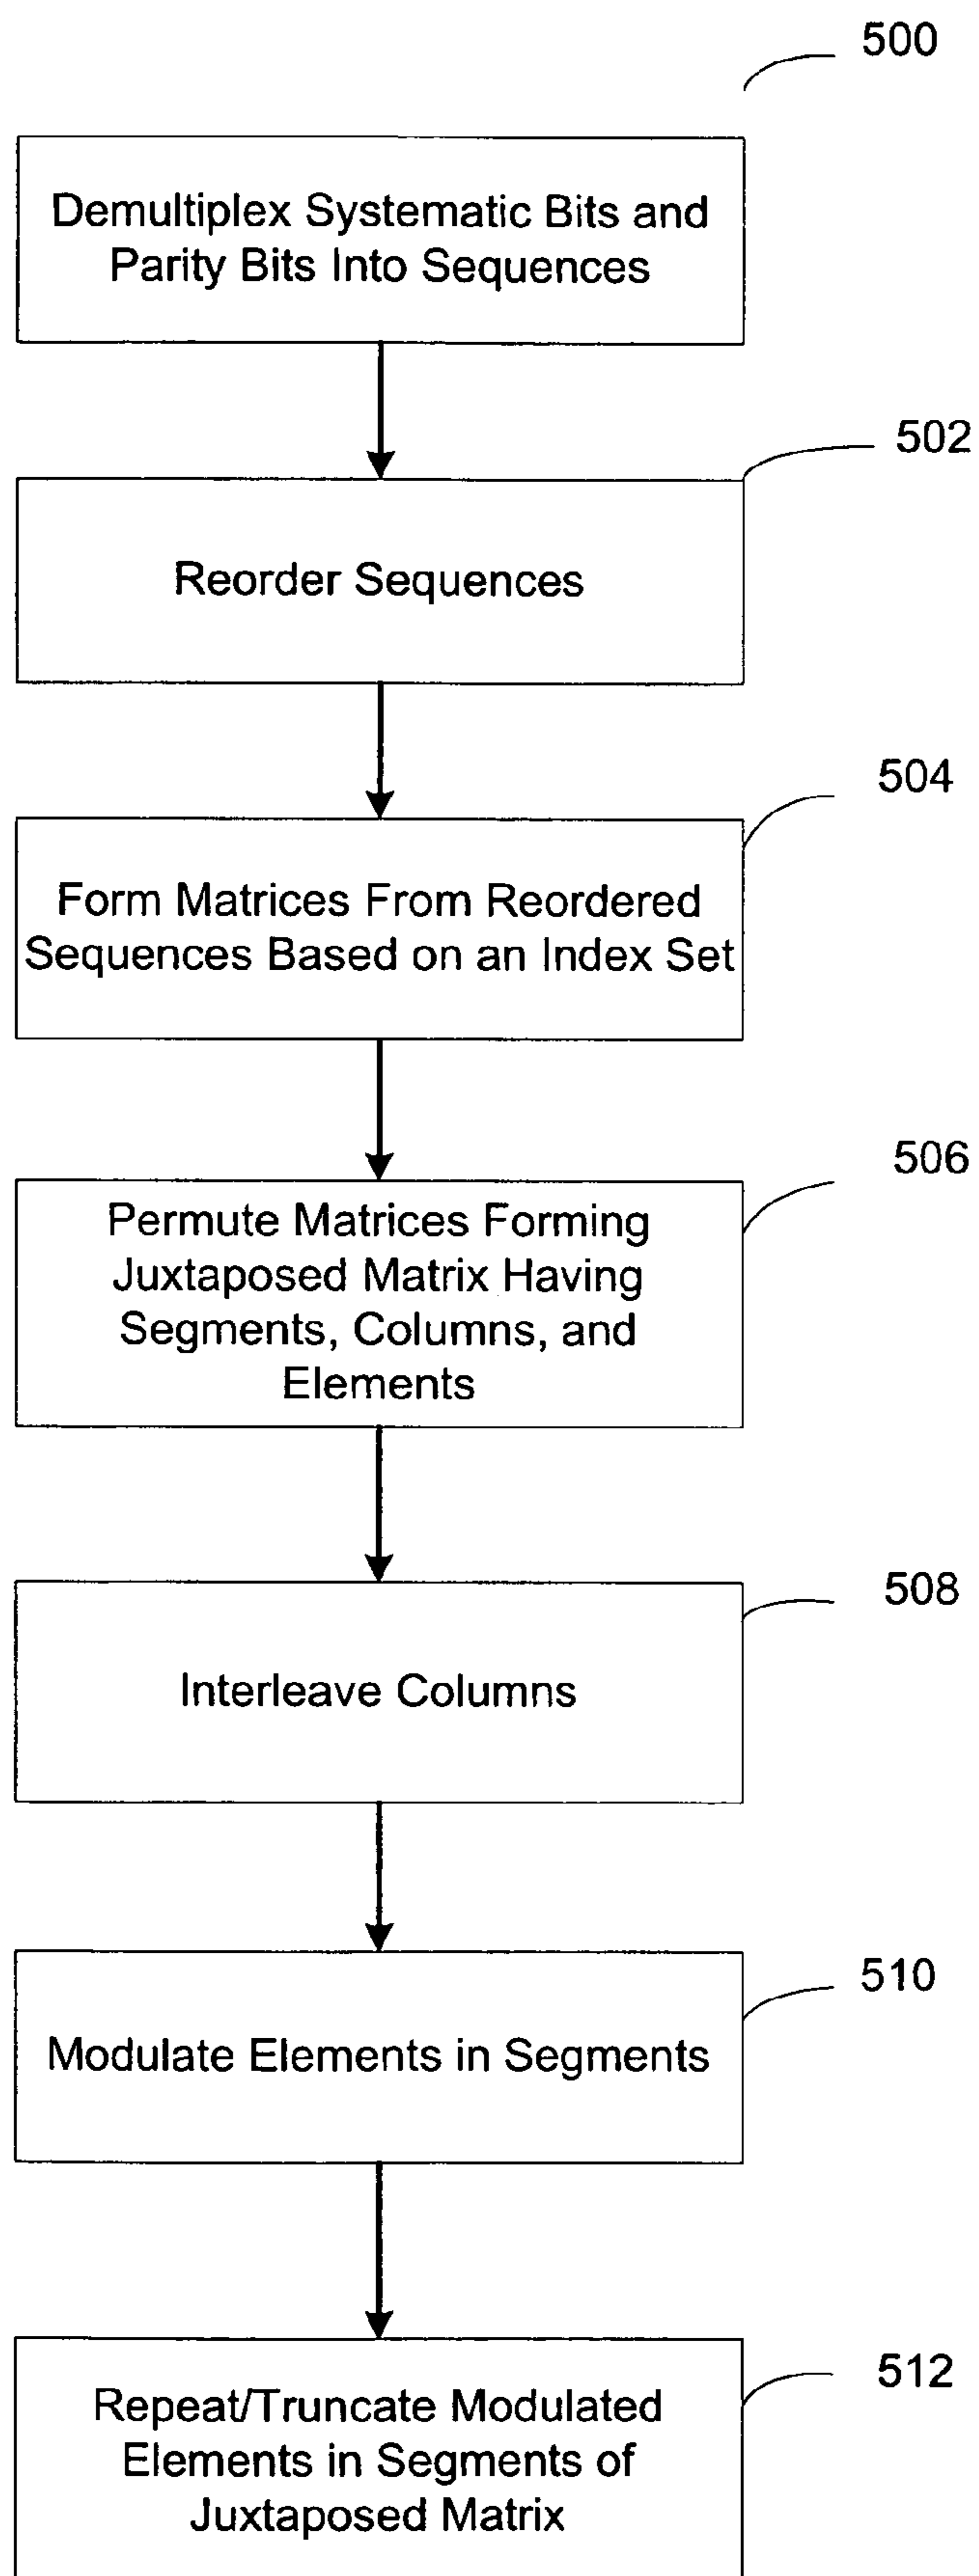 500
Demultiplex Systematic Bits and
Parity Bits Into Sequences
502
Reorder Sequences
504
Form Matrices From Reordered
Sequences Based on an Index Set
506
Permute Matrices Forming
Juxtaposed Matrix Having
Segments, Columns, and
Elements
508
Interleave Columns
510
Modulate Elements in Segments
512
Repeat/Truncate Modulated
Elements in Segments of
Juxtaposed Matrix